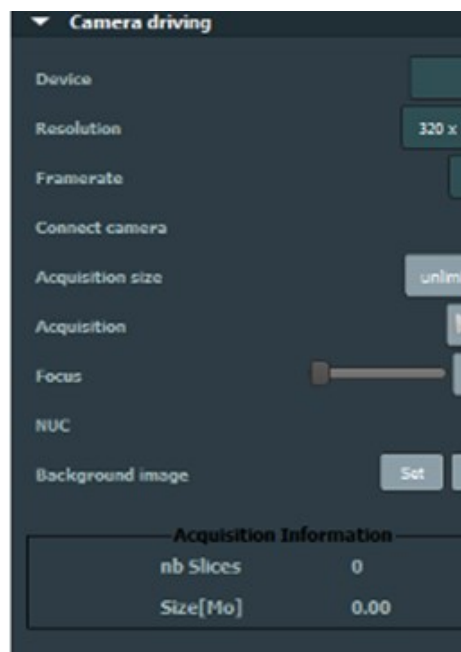 Camera driving
Device
Resolution 320 x
Framerate
Connect camera
Acquisition size unlim
Acquisition
Focus
NUC
Background image Set
Acquisition Information
nb Slices 0
Size[Mo] 0.00